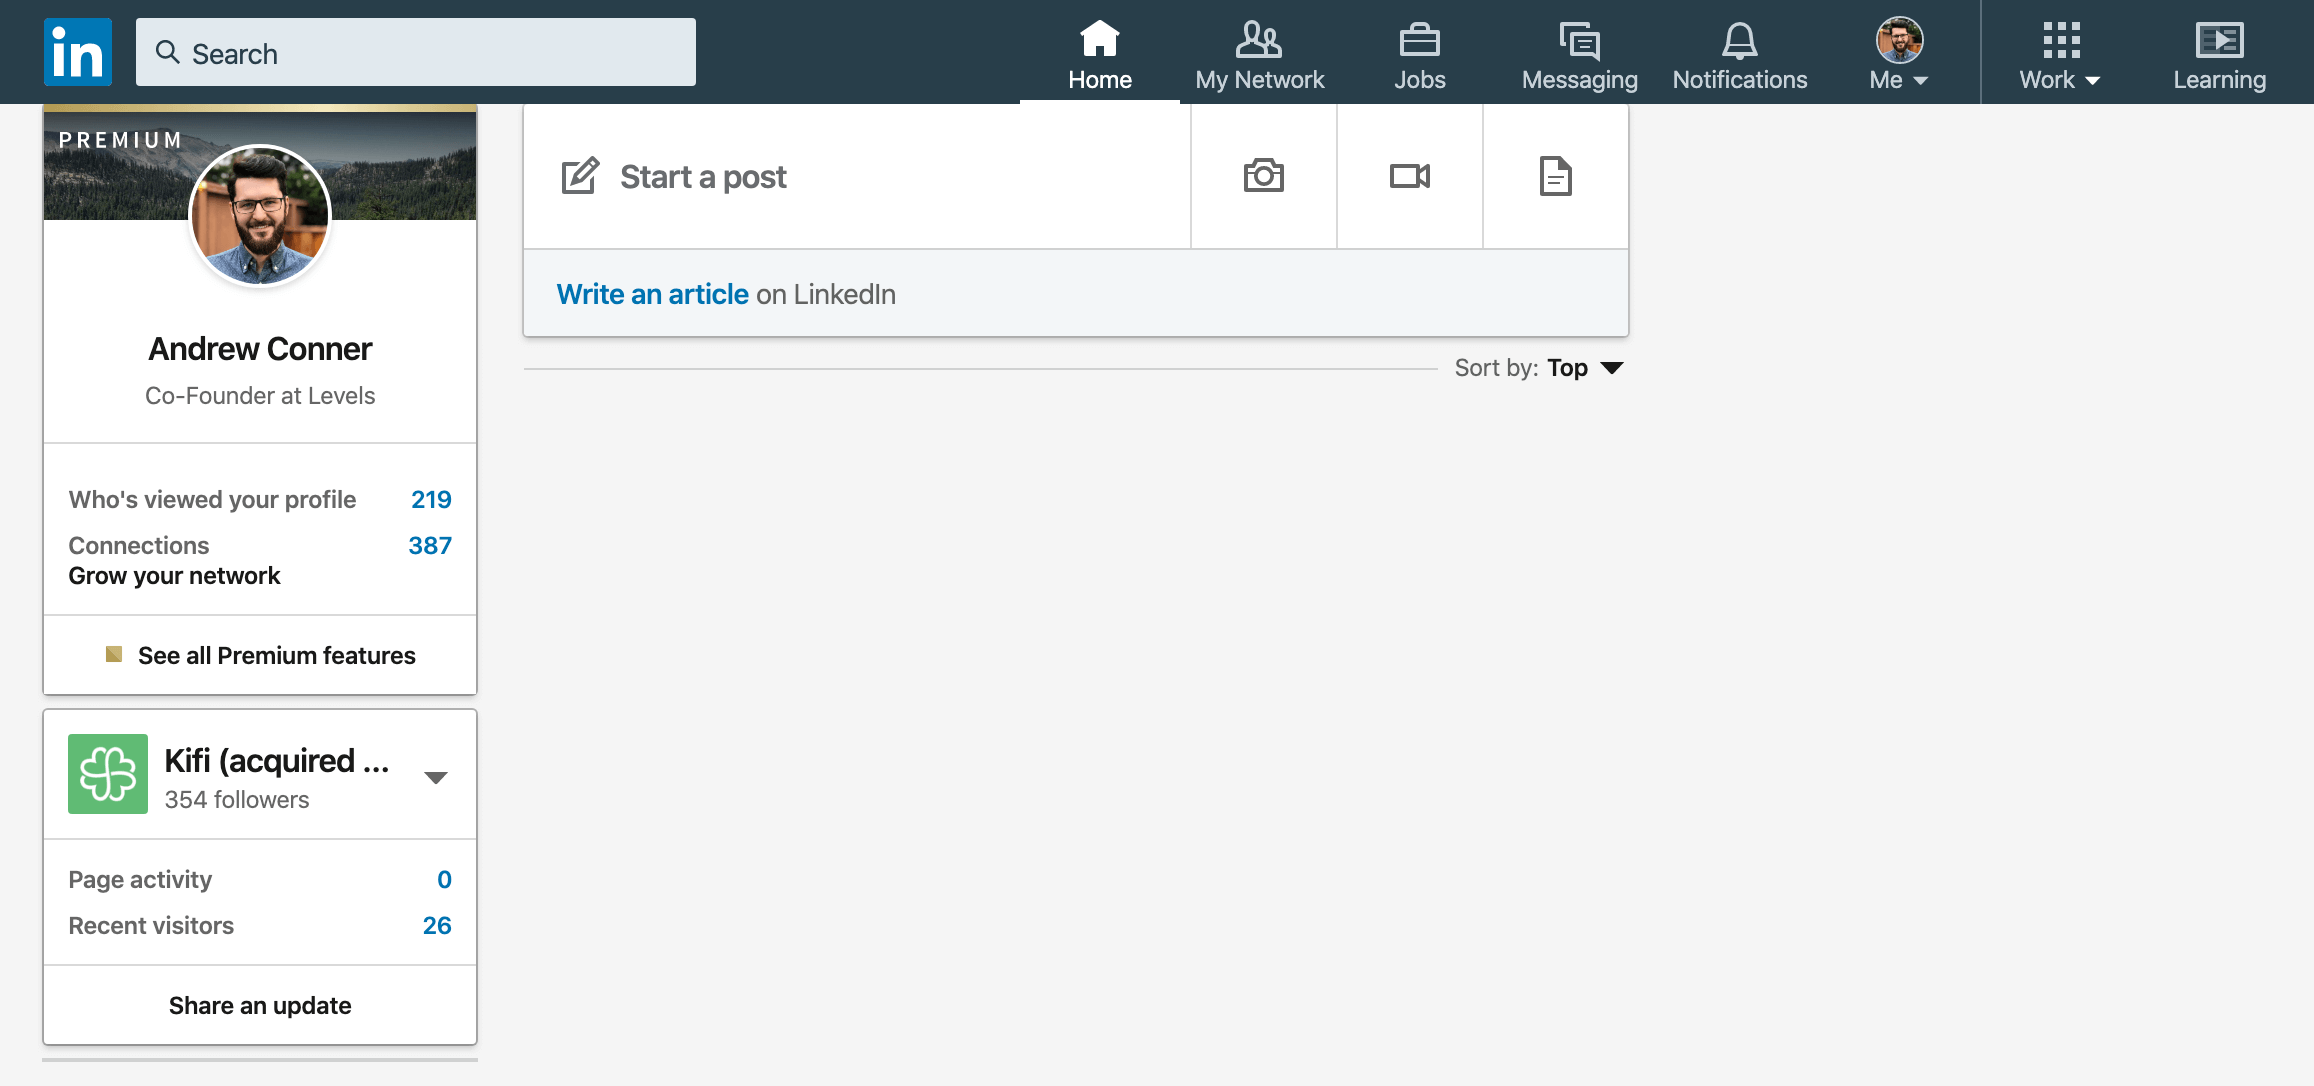 in
Search
Home
My Network
Jobs
Messaging
Notifications
Me
Work
Learning
PREMIUM
Andrew Conner
Co-Founder at Levels
Who's viewed your profile 219
Connections 387
Grow your network
See all Premium features
Kifi (acquired ...
354 followers
Page activity 0
Recent visitors 26
Share an update
Start a post
Write an article on LinkedIn
Sort by: Top